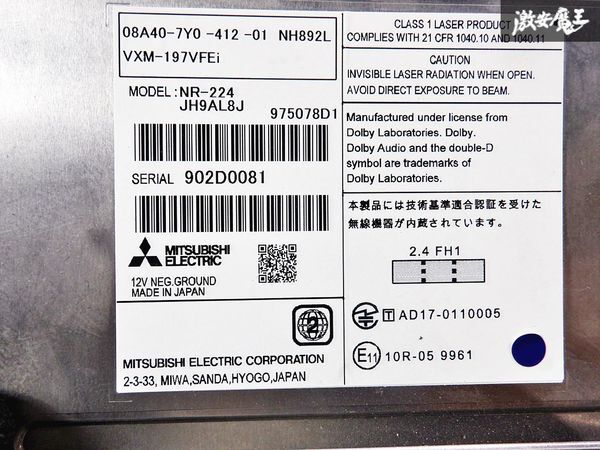 激安魔王
08A40-7Y0 -412 -01 NH892L
VXM-197VFEi
MODEL: NR-224
JH9AL8J
975078D1
SERIAL 902D0081
MITSUBISHI
ELECTRIC
12V NEG.GROUND
MADE IN JAPAN
2
MITSUBISHI ELECTRIC CORPORATION
2-3-33, MIWA,SANDA,HYOGO,JAPAN
CLASS 1 LASER PRODUCT
COMPLIES WITH 21 CFR 1040.10 AND 1040.11
CAUTION
INVISIBLE LASER RADIATION WHEN OPEN.
AVOID DIRECT EXPOSURE TO BEAM.
Manufactured under license from
Dolby Laboratories. Dolby.
Dolby Audio and the double-D
symbol are trademarks of
Dolby Laboratories.
本製品には技術基準適合認証を受けた
無線機器が内蔵されています.
2.4 FH1
T AD17-0110005
E11 10R-05 9961